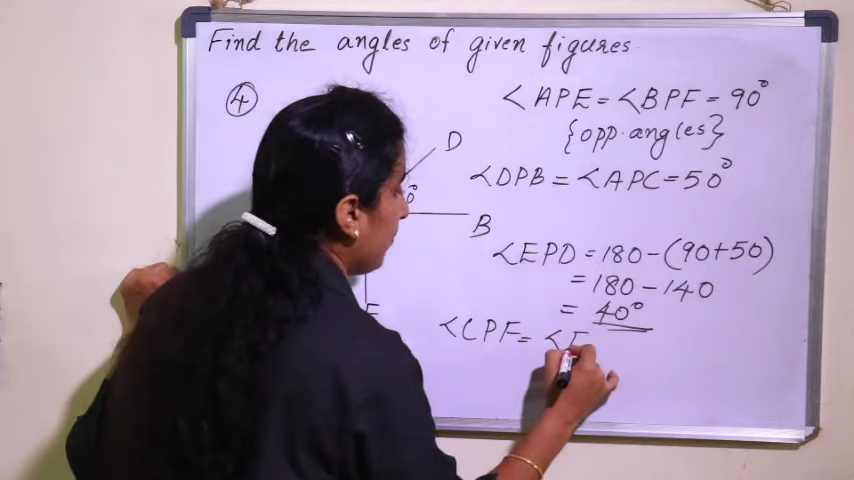 Find the angles of given figures.
4
<APE = <BPF = 90°
{opp. angles}
D
<DPB = <APC = 50°
B
<EPD = 180 - (90+50)
= 180 - 140
= 40°
<CPF = <E